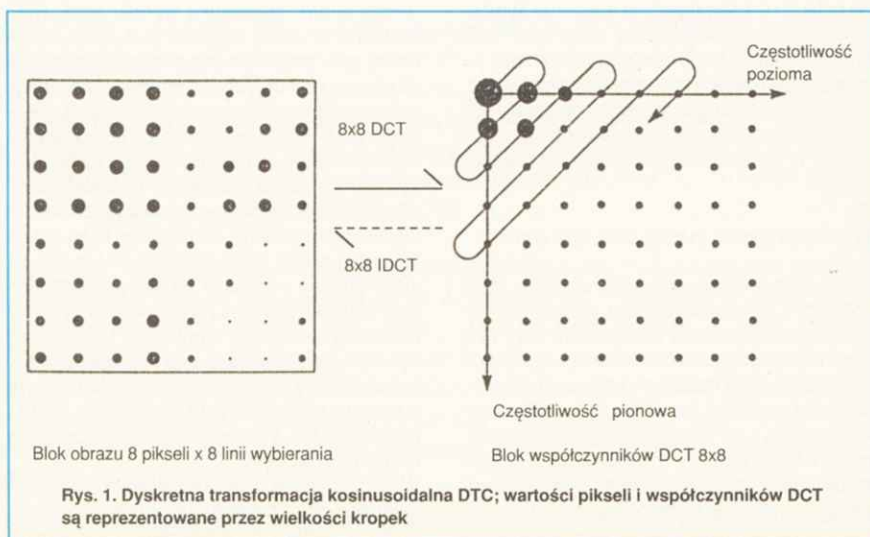 Częstotliwość
pozioma
8x8 DCT
8x8 IDCT
Częstotliwość pionowa
Blok obrazu 8 pikseli x 8 linii wybierania
Blok współczynników DCT 8x8
Rys. 1. Dyskretna transformacja kosinusoidalna DTC; wartości pikseli i współczynników DCT
są reprezentowane przez wielkości kropek